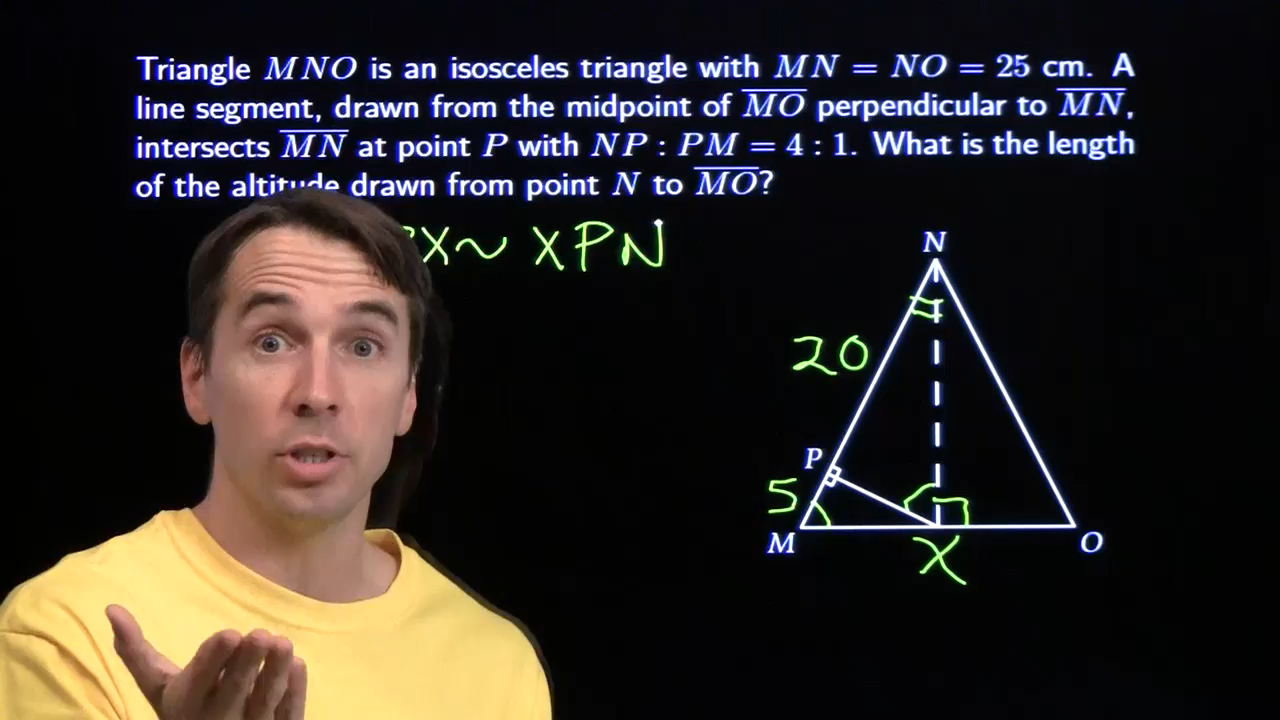 Triangle MNO is an isosceles triangle with MN = NO = 25 cm. A
line segment, drawn from the midpoint of MO perpendicular to MN,
intersects MN at point P with NP : PM = 4 : 1. What is the length
of the altitude drawn from point N to MO?
X ~ XPN
N
20
P
5
M
X
O